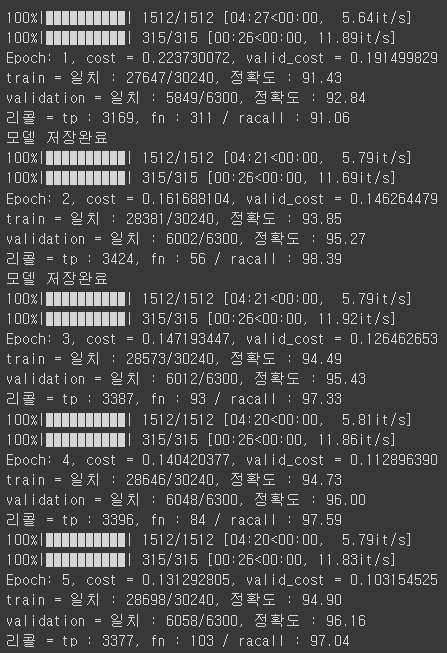 100%|██████████| 1512/1512 [04:27<00:00,  5.64it/s]
100%|██████████| 315/315 [00:26<00:00, 11.89it/s]
Epoch: 1, cost = 0.223730072, valid_cost = 0.191499829
train = 일치 : 27647/30240, 정확도 : 91.43
validation = 일치 : 5849/6300, 정확도 : 92.84
리콜 = tp : 3169, fn : 311 / racall : 91.06
모델 저장완료
100%|██████████| 1512/1512 [04:21<00:00,  5.79it/s]
100%|██████████| 315/315 [00:26<00:00, 11.69it/s]
Epoch: 2, cost = 0.161688104, valid_cost = 0.146264479
train = 일치 : 28381/30240, 정확도 : 93.85
validation = 일치 : 6002/6300, 정확도 : 95.27
리콜 = tp : 3424, fn : 56 / racall : 98.39
모델 저장완료
100%|██████████| 1512/1512 [04:21<00:00,  5.79it/s]
100%|██████████| 315/315 [00:26<00:00, 11.92it/s]
Epoch: 3, cost = 0.147193447, valid_cost = 0.126462653
train = 일치 : 28573/30240, 정확도 : 94.49
validation = 일치 : 6012/6300, 정확도 : 95.43
리콜 = tp : 3387, fn : 93 / racall : 97.33
100%|██████████| 1512/1512 [04:20<00:00,  5.81it/s]
100%|██████████| 315/315 [00:26<00:00, 11.86it/s]
Epoch: 4, cost = 0.140420377, valid_cost = 0.112896390
train = 일치 : 28646/30240, 정확도 : 94.73
validation = 일치 : 6048/6300, 정확도 : 96.00
리콜 = tp : 3396, fn : 84 / racall : 97.59
100%|██████████| 1512/1512 [04:20<00:00,  5.79it/s]
100%|██████████| 315/315 [00:26<00:00, 11.83it/s]
Epoch: 5, cost = 0.131292805, valid_cost = 0.103154525
train = 일치 : 28698/30240, 정확도 : 94.90
validation = 일치 : 6058/6300, 정확도 : 96.16
리콜 = tp : 3377, fn : 103 / racall : 97.04